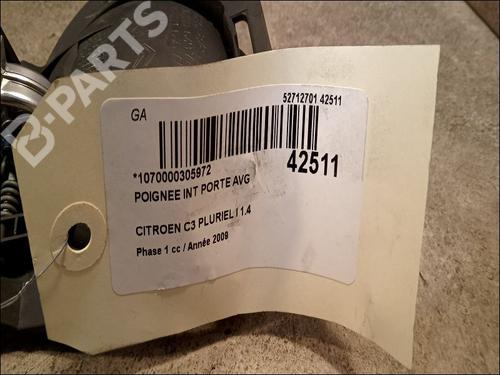 B-PARTS
GA
52712701 42511
*1070000305972
42511
POIGNEE INT PORTE AVG
CITROEN C3 PLURIEL I 1.4
Phase 1 cc / Année 2009